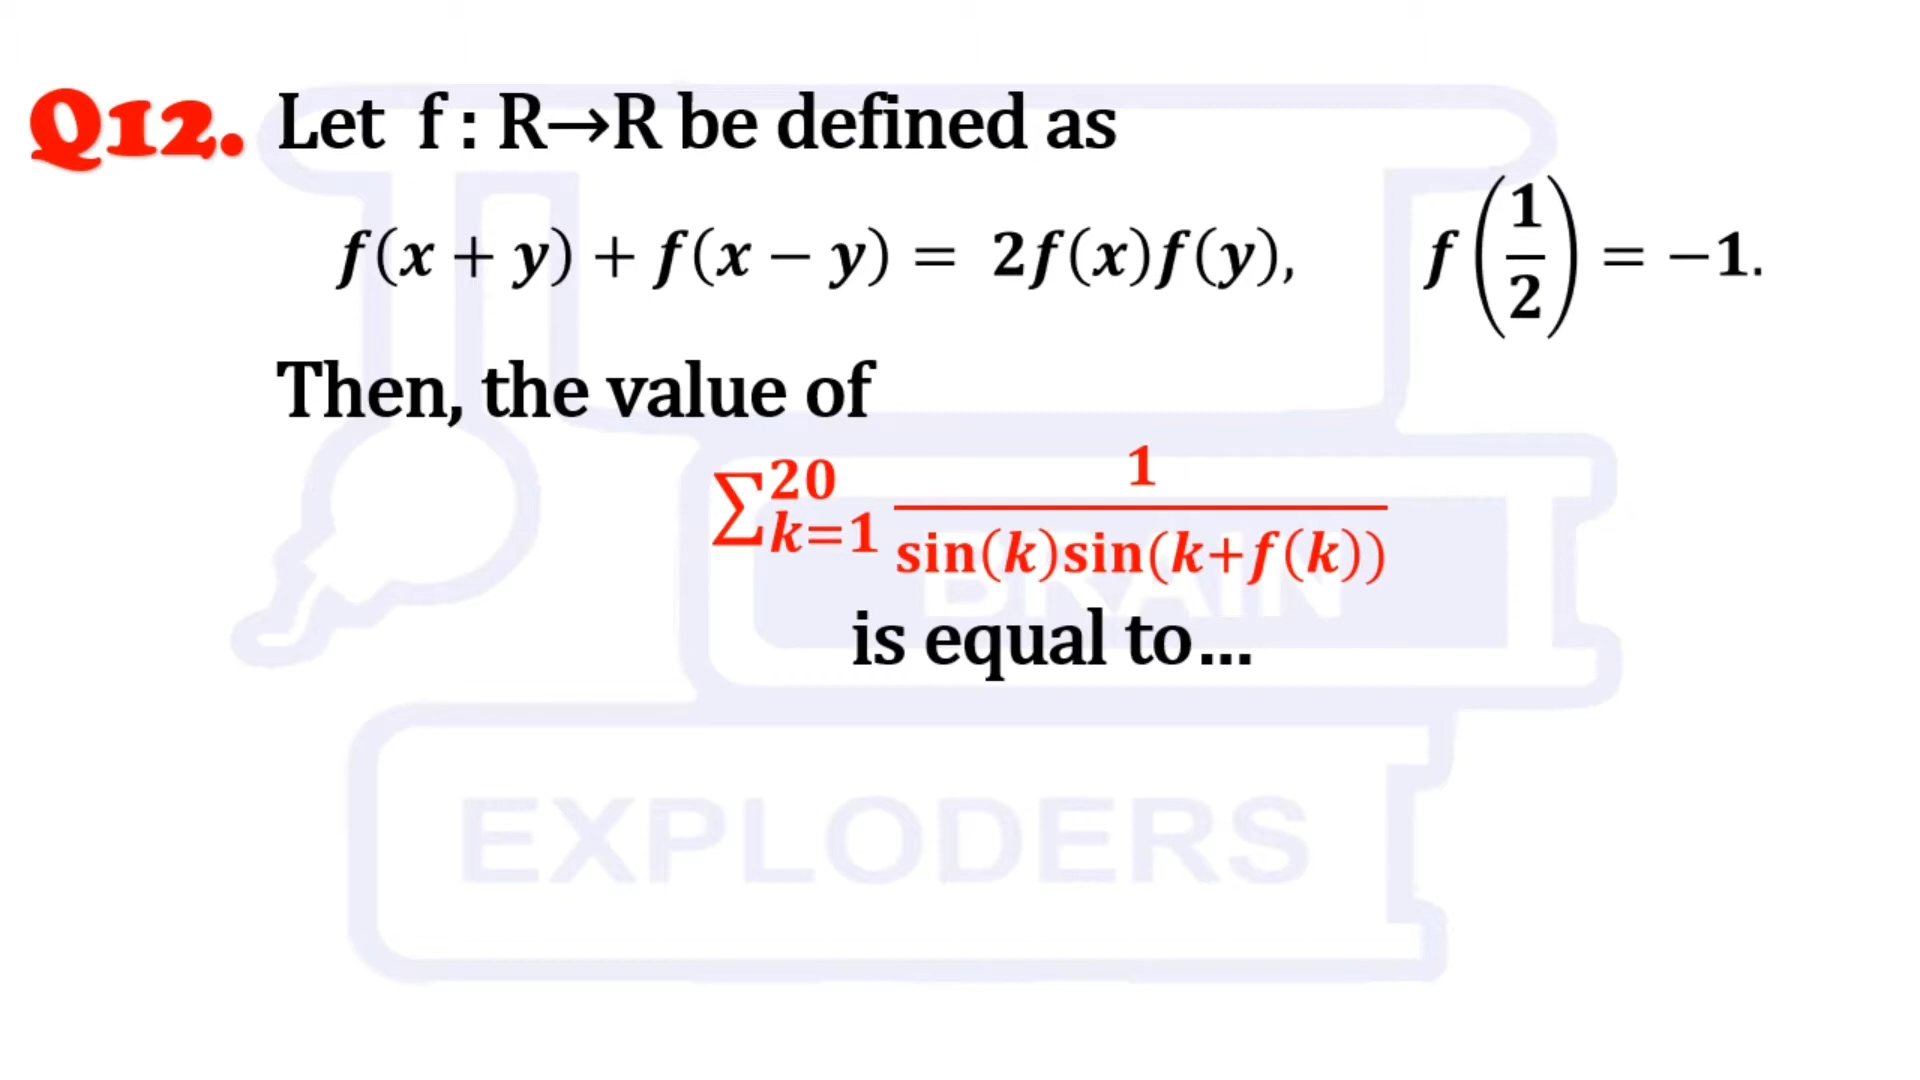 Q12. Let f : R→R be defined as
f(x + y) + f(x − y) = 2f(x)f(y), f(1/2) = −1.
Then, the value of
∑_{k=1}^{20} 1/(sin(k)sin(k+f(k)))
is equal to...
BRAIN
EXPLODERS